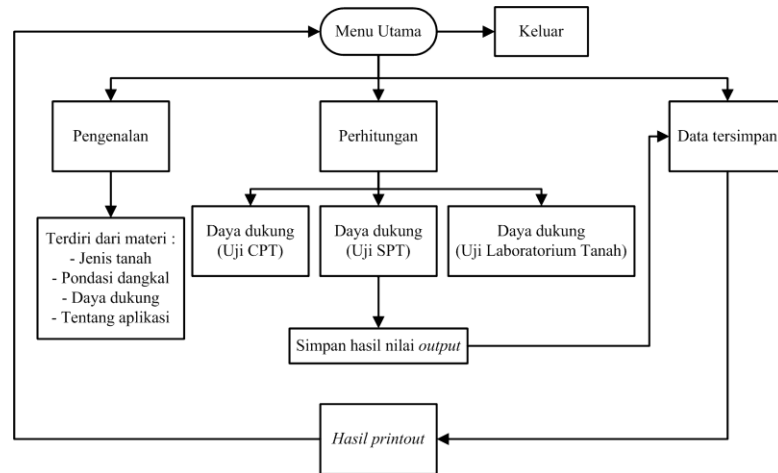 Menu Utama
Keluar
Pengenalan
Perhitungan
Data tersimpan
Terdiri dari materi :
- Jenis tanah
- Pondasi dangkal
- Daya dukung
- Tentang aplikasi
Daya dukung
(Uji CPT)
Daya dukung
(Uji SPT)
Daya dukung
(Uji Laboratorium Tanah)
Simpan hasil nilai output
Hasil printout